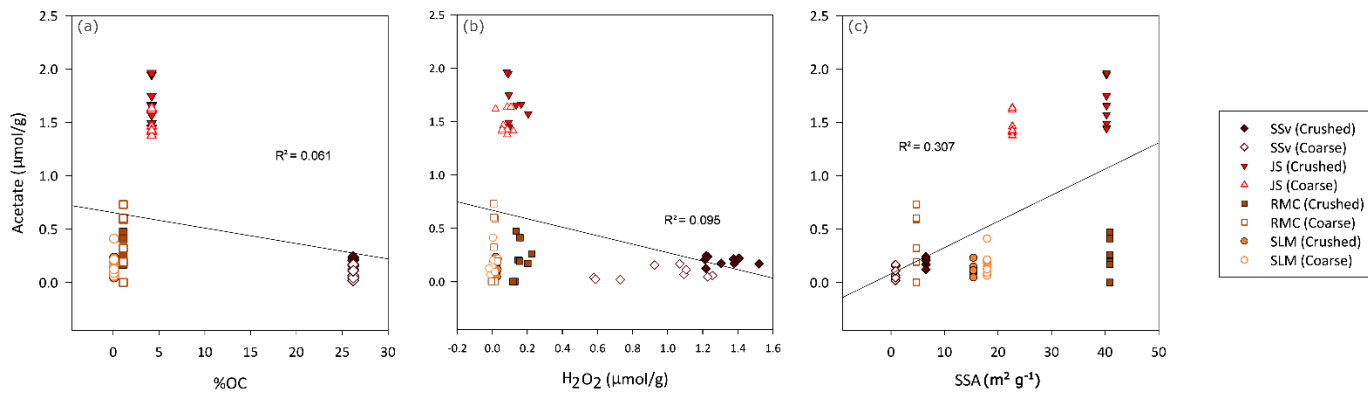 Acetate (µmol/g)
(a)
2.5
2.0
1.5
1.0
0.5
0.0
R² = 0.061
0 5 10 15 20 25 30
%OC
(b)
2.5
2.0
1.5
1.0
0.5
0.0
R² = 0.095
-0.2 0.0 0.2 0.4 0.6 0.8 1.0 1.2 1.4 1.6
H₂O₂ (µmol/g)
(c)
2.5
2.0
1.5
1.0
0.5
0.0
R² = 0.307
0 10 20 30 40 50
SSA (m² g⁻¹)
SSv (Crushed)
SSv (Coarse)
JS (Crushed)
JS (Coarse)
RMC (Crushed)
RMC (Coarse)
SLM (Crushed)
SLM (Coarse)